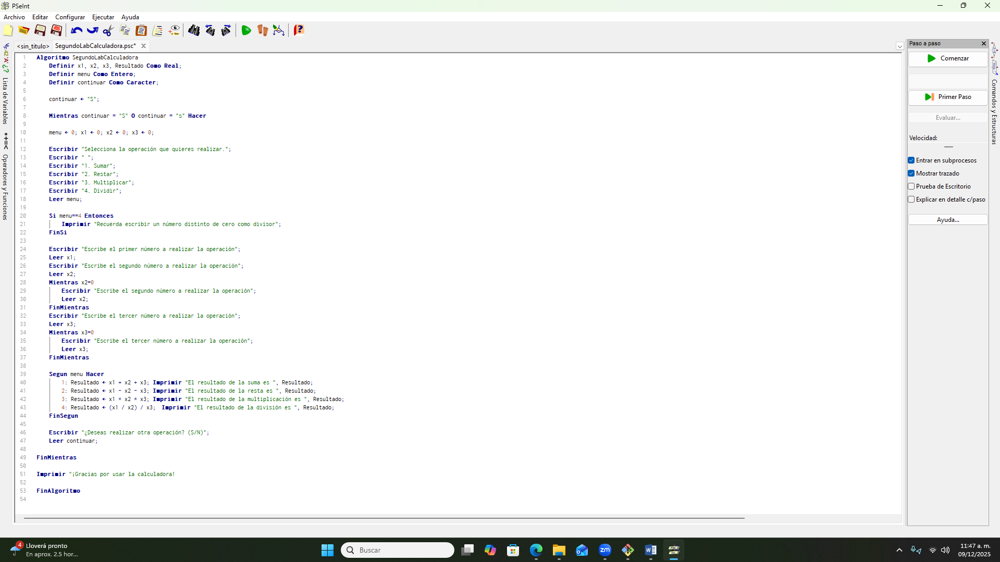 PSeInt
Archivo Editar Configurar Ejecutar Ayuda
<sin_titulo> SegundoLabCalculadora.psc*
1 Algoritmo SegundoLabCalculadora
2 Definir x1, x2, x3, Resultado Como Real;
3 Definir menu Como Entero;
4 Definir continuar Como Caracter;
5
6 continuar ← "S";
7
8 Mientras continuar = "S" O continuar = "s" Hacer
9
10 menu ← 0; x1 ← 0; x2 ← 0; x3 ← 0;
11
12 Escribir "Selecciona la operación que quieres realizar.";
13 Escribir " ";
14 Escribir "1. Sumar";
15 Escribir "2. Restar";
16 Escribir "3. Multiplicar";
17 Escribir "4. Dividir";
18 Leer menu;
19
20 Si menu==4 Entonces
21 Imprimir "Recuerda escribir un número distinto de cero como divisor";
22 FinSi
23
24 Escribir "Escribe el primer número a realizar la operación";
25 Leer x1;
26 Escribir "Escribe el segundo número a realizar la operación";
27 Leer x2;
28 Mientras x2=0
29 Escribir "Escribe el segundo número a realizar la operación";
30 Leer x2;
31 FinMientras
32 Escribir "Escribe el tercer número a realizar la operación";
33 Leer x3;
34 Mientras x3=0
35 Escribir "Escribe el tercer número a realizar la operación";
36 Leer x3;
37 FinMientras
38
39 Segun menu Hacer
40 1: Resultado ← x1 + x2 + x3; Imprimir "El resultado de la suma es ", Resultado;
41 2: Resultado ← x1 - x2 - x3; Imprimir "El resultado de la resta es ", Resultado;
42 3: Resultado ← x1 * x2 * x3; Imprimir "El resultado de la multiplicación es ", Resultado;
43 4: Resultado ← (x1 / x2) / x3; Imprimir "El resultado de la división es ", Resultado;
44 FinSegun
45
46 Escribir "¿Deseas realizar otra operación? (S/N)";
47 Leer continuar;
48
49 FinMientras
50
51 Imprimir "¡Gracias por usar la calculadora!
52
53 FinAlgoritmo
54
42 'A' ¿? Lista de Variables
*+=< Operadores y Funciones
Paso a paso
Comenzar
Primer Paso
Evaluar...
Velocidad:
Entrar en subprocesos
Mostrar trazado
Prueba de Escritorio
Explicar en detalle c/paso
Ayuda...
Comandos y Estructuras
4
Lloverá pronto
En aprox. 2.5 hor...
Buscar
zm
W
11:47 a. m.
09/12/2025